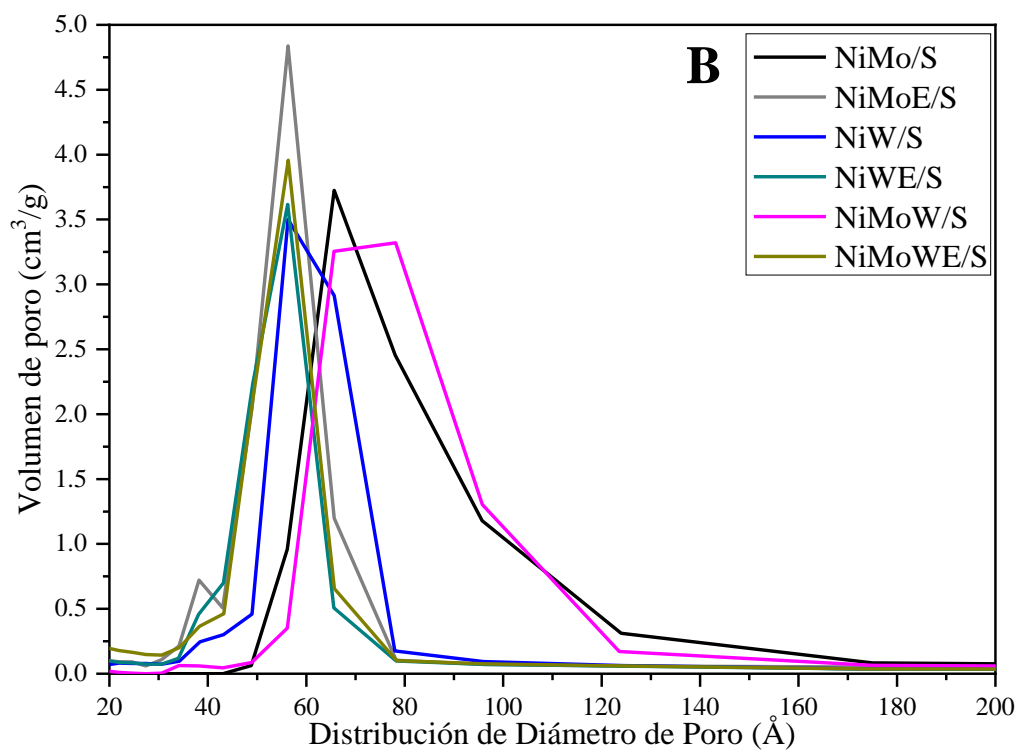 B
NiMo/S
NiMoE/S
NiW/S
NiWE/S
NiMoW/S
NiMoWE/S
5.0
4.5
4.0
3.5
3.0
2.5
2.0
1.5
1.0
0.5
0.0
Volumen de poro (cm³/g)
20 40 60 80 100 120 140 160 180 200
Distribución de Diámetro de Poro (Å)